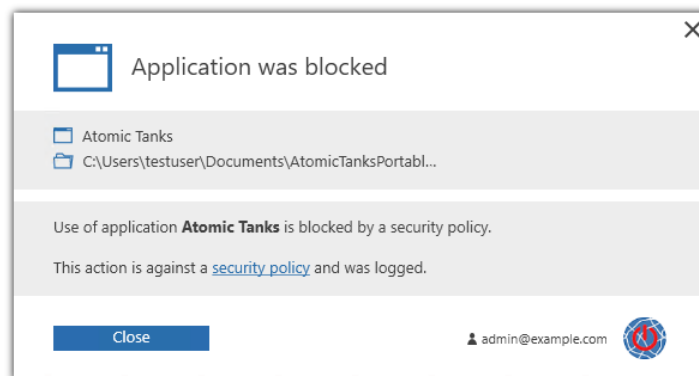 Application was blocked
Atomic Tanks
C:\Users\testuser\Documents\AtomicTanksPortabl...
Use of application Atomic Tanks is blocked by a security policy.
This action is against a security policy and was logged.
Close
admin@example.com